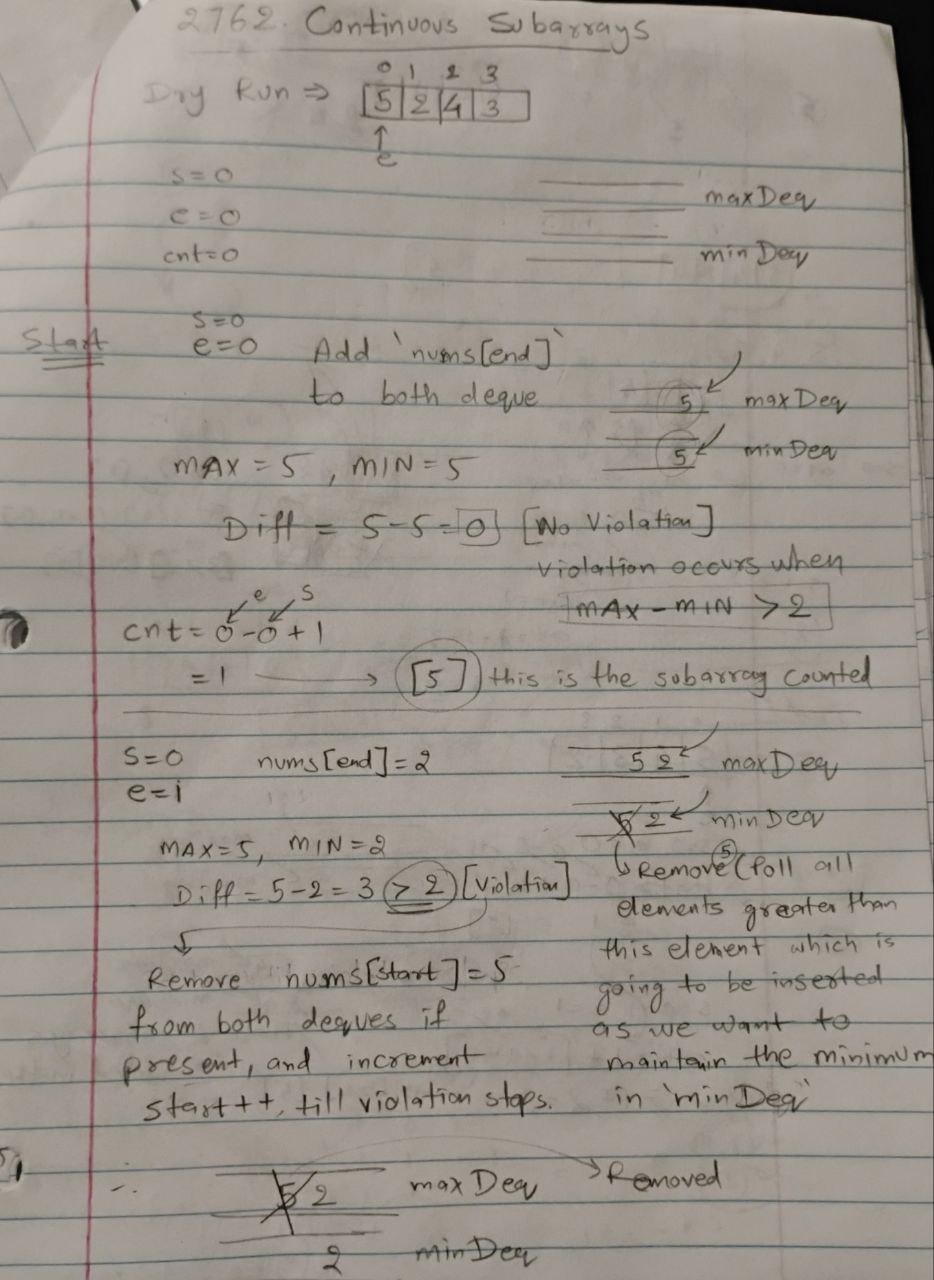 2762. Continuous Subarrays
0 1 2 3
Dry Run ⇒ [5|2|4|3]
↑
e
s=0
e=0
cnt=0
maxDeq
minDeq
Start
s=0
e=0 Add `nums[end]`
to both deque
5 maxDeq
5 minDeq
MAX = 5, MIN = 5
Diff = 5-5 = 0 [No Violation]
violation occurs when
MAX - MIN > 2
e s
cnt = 0-0+1
= 1 → [5] this is the subarray counted
s=0 nums[end]=2
e=1
5 2 maxDeq
5 2 minDeq
MAX=5, MIN=2
Diff = 5-2 = 3 > 2 [Violation]
↳ Remove 5 (Poll all
elements greater than
this element which is
going to be inserted
as we want to
maintain the minimum
in 'minDeq'
Remove nums[start]=5
from both deques if
present, and increment
start++, till violation stops.
∴ 5 2 maxDeq → Removed
2 minDeq